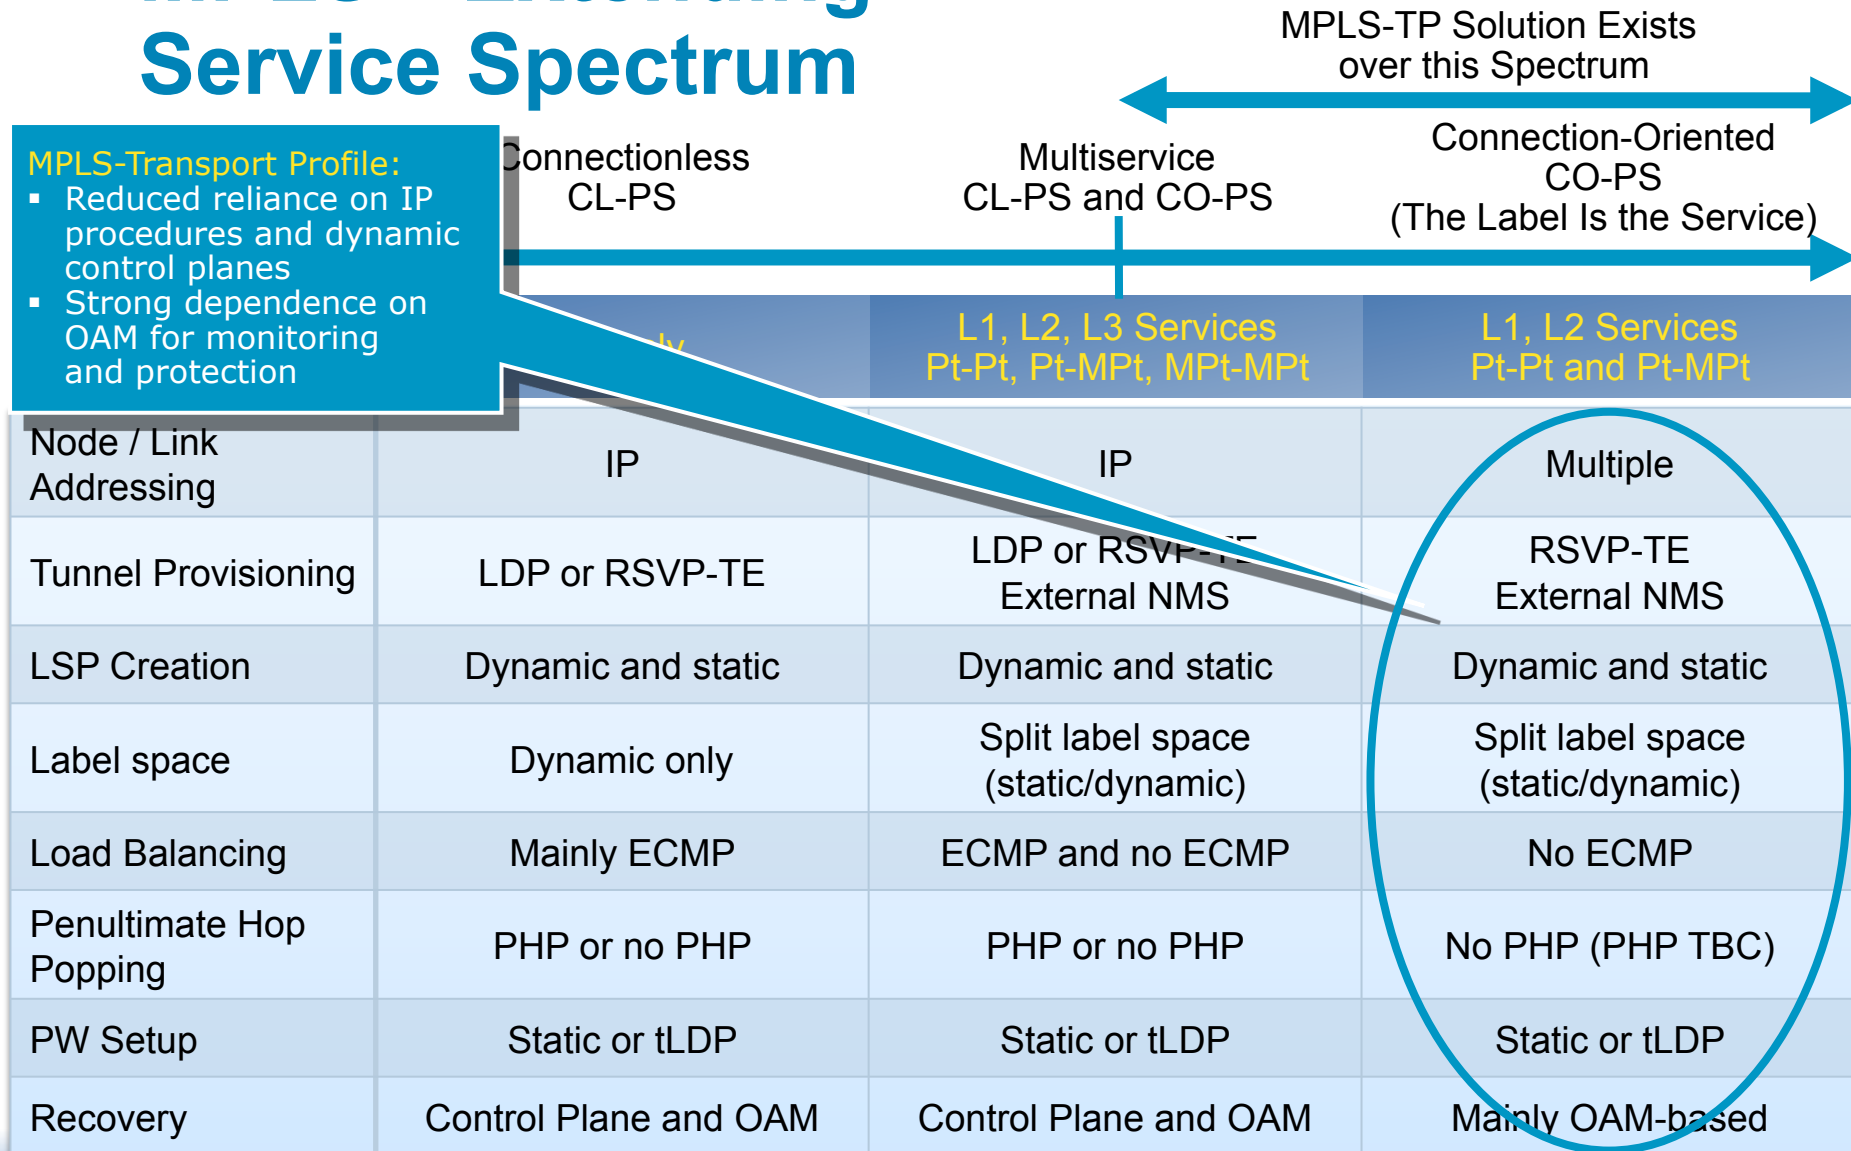 Service Spectrum
MPLS-TP Solution Exists
over this Spectrum
MPLS-Transport Profile:
▪ Reduced reliance on IP
procedures and dynamic
control planes
▪ Strong dependence on
OAM for monitoring
and protection
Connectionless
CL-PS
Multiservice
CL-PS and CO-PS
Connection-Oriented
CO-PS
(The Label Is the Service)
L1, L2, L3 Services
Pt-Pt, Pt-MPt, MPt-MPt
L1, L2 Services
Pt-Pt and Pt-MPt
Node / Link
Addressing
IP
IP
Multiple
Tunnel Provisioning
LDP or RSVP-TE
LDP or RSVP-TE
External NMS
RSVP-TE
External NMS
LSP Creation
Dynamic and static
Dynamic and static
Dynamic and static
Label space
Dynamic only
Split label space
(static/dynamic)
Split label space
(static/dynamic)
Load Balancing
Mainly ECMP
ECMP and no ECMP
No ECMP
Penultimate Hop
Popping
PHP or no PHP
PHP or no PHP
No PHP (PHP TBC)
PW Setup
Static or tLDP
Static or tLDP
Static or tLDP
Recovery
Control Plane and OAM
Control Plane and OAM
Mainly OAM-based